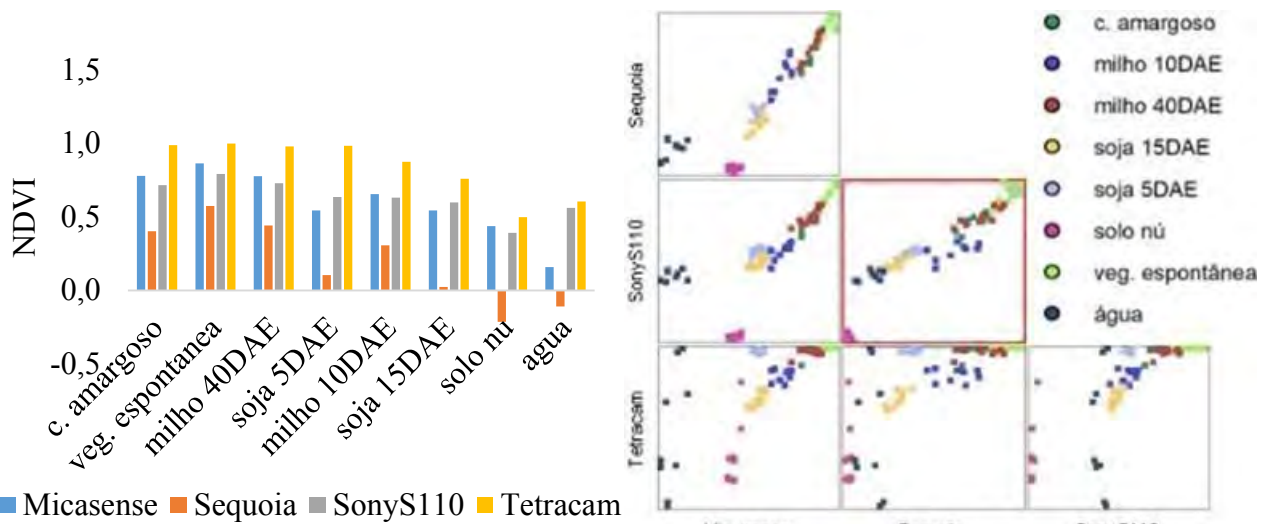 1,5
1,0
0,5
0,0
-0,5
NDVI
c. amargoso
veg. espontanea
milho 40DAE
soja 5DAE
milho 10DAE
soja 15DAE
solo nu
agua
Micasense Sequoia SonyS110 Tetracam
Sequoia
SonyS110
Tetracam
c. amargoso
milho 10DAE
milho 40DAE
soja 15DAE
soja 5DAE
solo nú
veg. espontânea
água